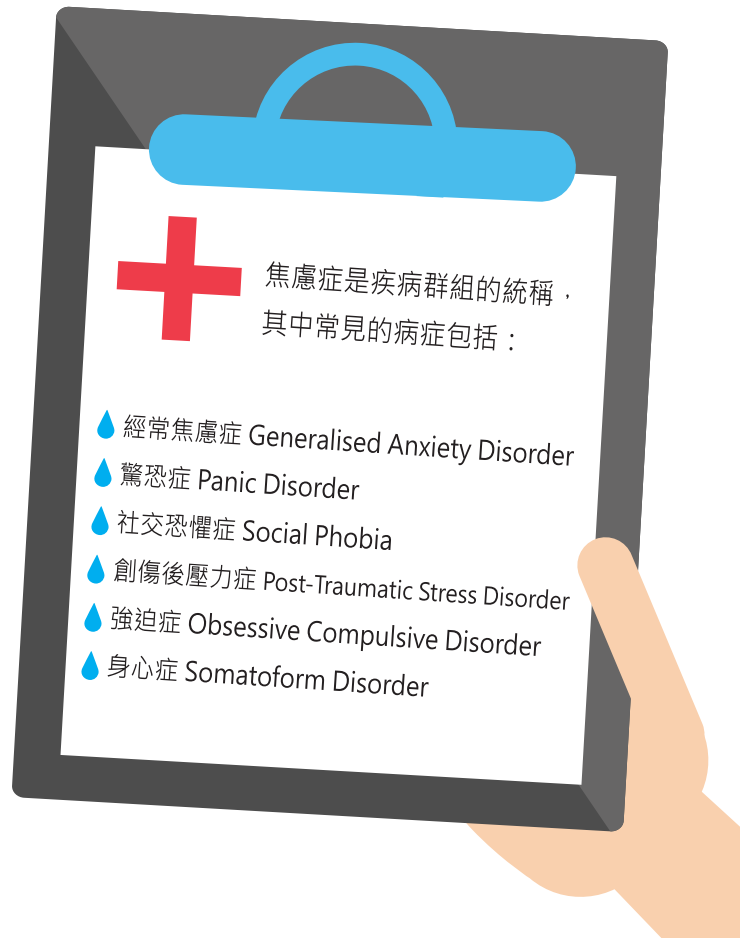 焦慮症是疾病群組的統稱，
其中常見的病症包括：
經常焦慮症 Generalised Anxiety Disorder
驚恐症 Panic Disorder
社交恐懼症 Social Phobia
創傷後壓力症 Post-Traumatic Stress Disorder
強迫症 Obsessive Compulsive Disorder
身心症 Somatoform Disorder